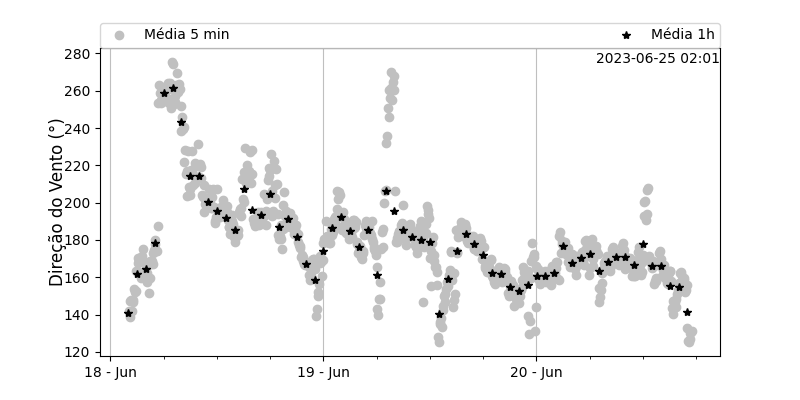 Média 5 min
Média 1h
2023-06-25 02:01
Direção do Vento (°)
280
260
240
220
200
180
160
140
120
18 - Jun
19 - Jun
20 - Jun